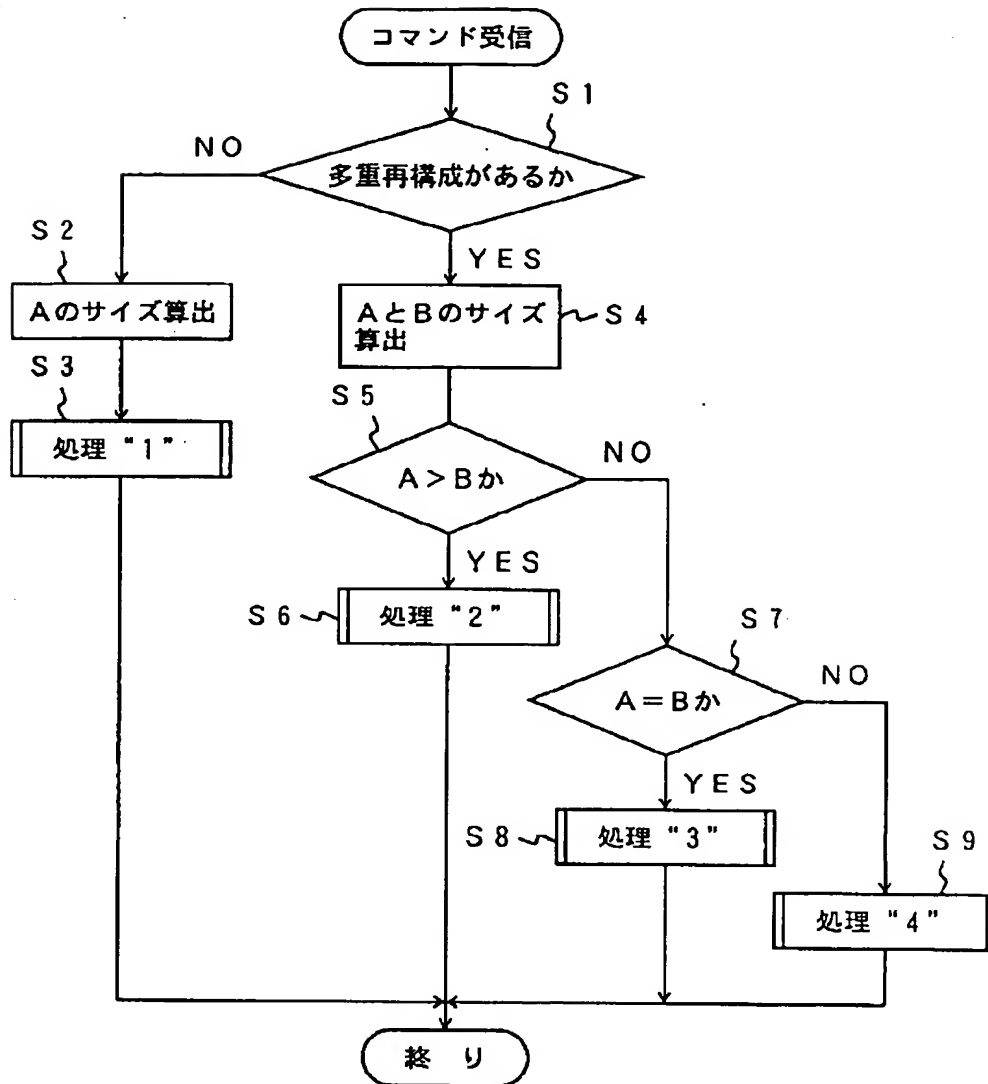 コマンド受信
S1
NO
多重再構成があるか
S2
YES
Aのサイズ算出
AとBのサイズ
算出
S4
S3
S5
処理“1”
NO
A>Bか
YES
S6
処理“2”
S7
NO
A=Bか
YES
S8
処理“3”
S9
処理“4”
終り